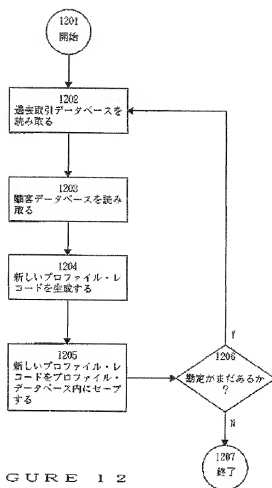 1201
開始
1202
過去取引データベースを
読み取る
1203
顧客データベースを読み
取る
1204
新しいプロファイル・レ
コードを生成する
1205
新しいプロファイル・レ
コードをプロファイル・
データベース内にセーブ
する
1206
勘定がまだあるか
?
Y
N
1207
終了
GURE 12